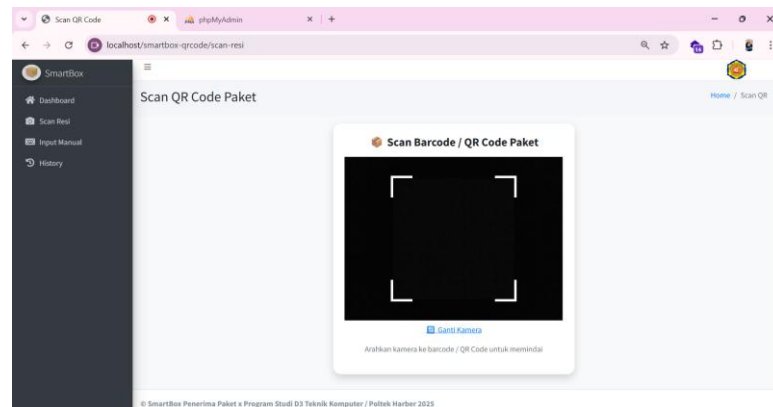 Scan QR Code
phpMyAdmin
localhost/smartbox-qrcode/scan-resi
SmartBox
Dashboard
Scan Resi
Input Manual
History
Scan QR Code Paket
Home / Scan QR
Scan Barcode / QR Code Paket
Ganti Kamera
Arahkan kamera ke barcode / QR Code untuk memindai
© SmartBox Penerima Paket x Program Studi D3 Teknik Komputer / Poltek Harber 2025